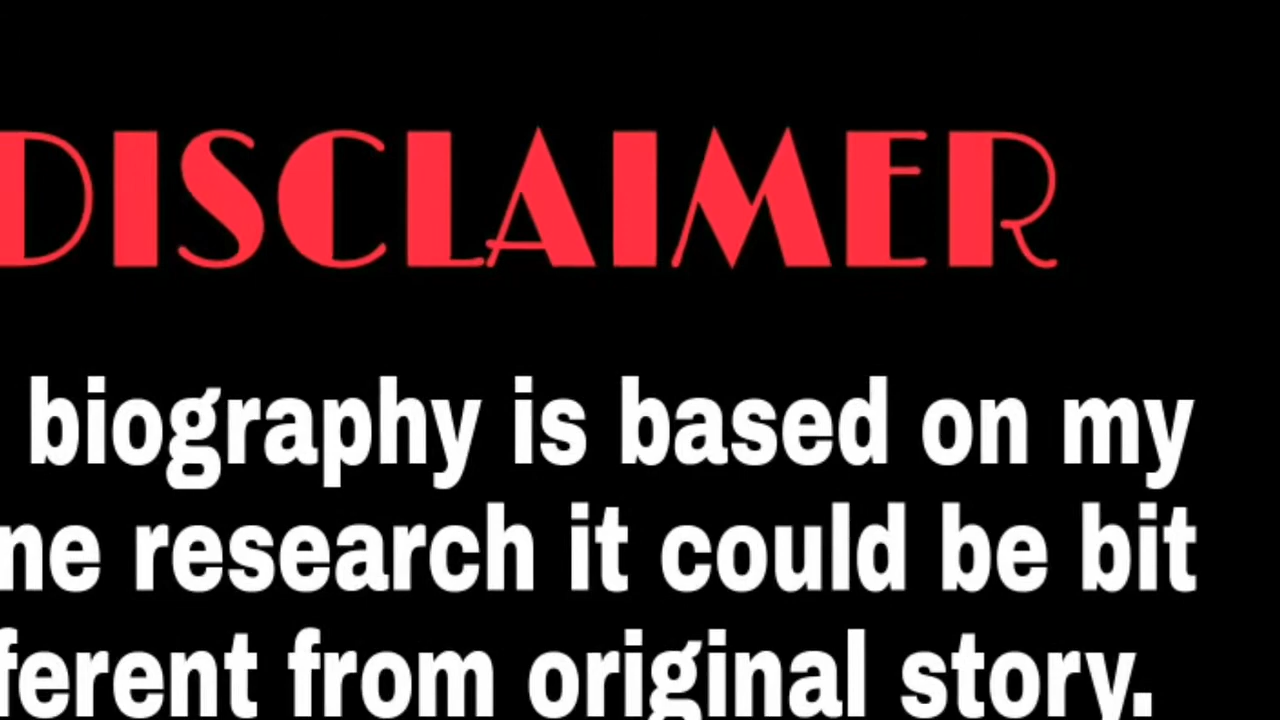 DISCLAIMER
biography is based on my
ne research it could be bit
ferent from original story.